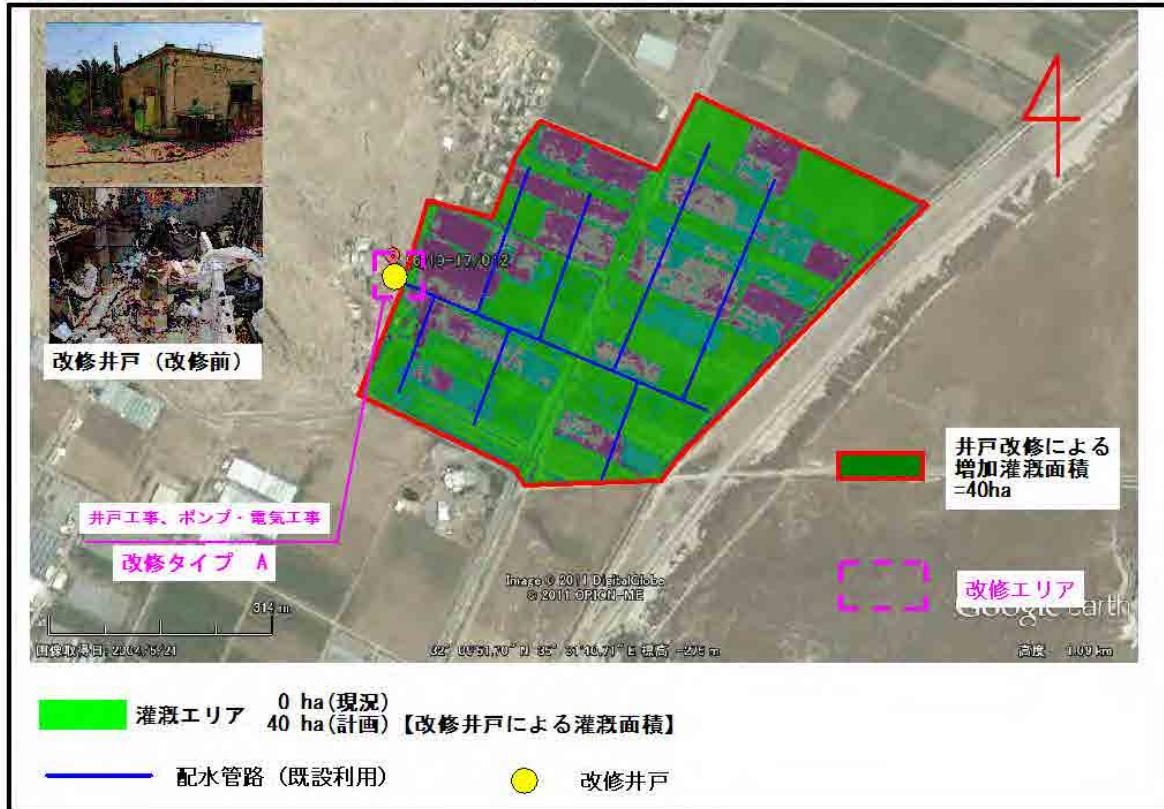 改修井戸（改修前）
井戸工事、ポンプ・電気工事
改修タイプ A
314 m
井戸改修による
増加灌漑面積
=40ha
改修エリア
Image © 2011 DigitalGlobe
© 2011 ORION-ME
Google earth
灌漑エリア 0 ha(現況)
40 ha(計画)【改修井戸による灌漑面積】
配水管路（既設利用）
改修井戸